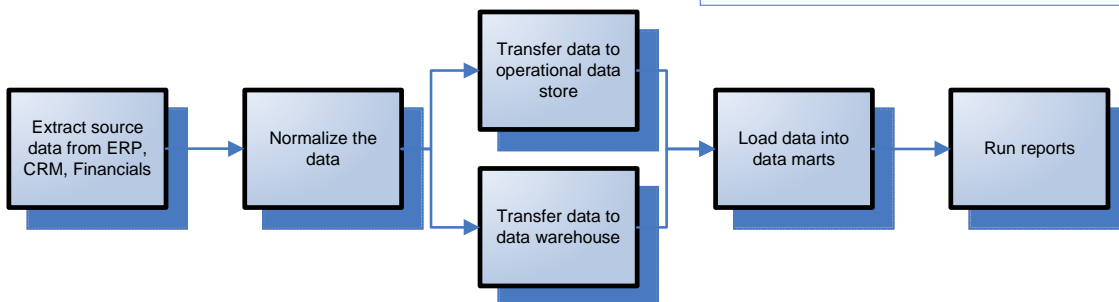 Extract source
data from ERP,
CRM, Financials
Normalize the
data
Transfer data to
operational data
store
Transfer data to
data warehouse
Load data into
data marts
Run reports